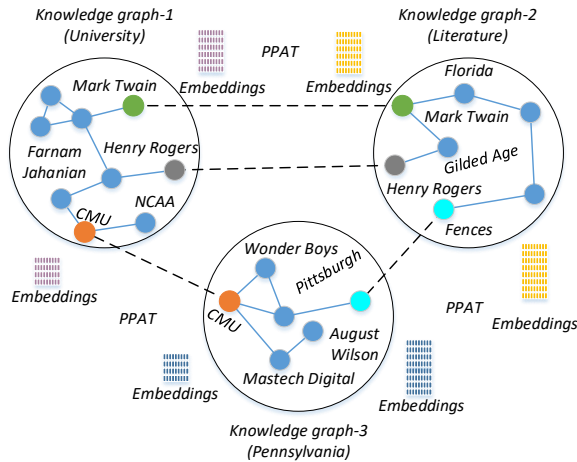 Knowledge graph-1
(University)
PPAT
Knowledge graph-2
(Literature)
Embeddings
Embeddings
Mark Twain
Florida
Mark Twain
Farnam
Jahanian
Henry Rogers
Gilded Age
Henry Rogers
NCAA
CMU
Fences
Wonder Boys
Pittsburgh
Embeddings
CMU
PPAT
PPAT
Embeddings
August
Wilson
Mastech Digital
Embeddings
Embeddings
Knowledge graph-3
(Pennsylvania)